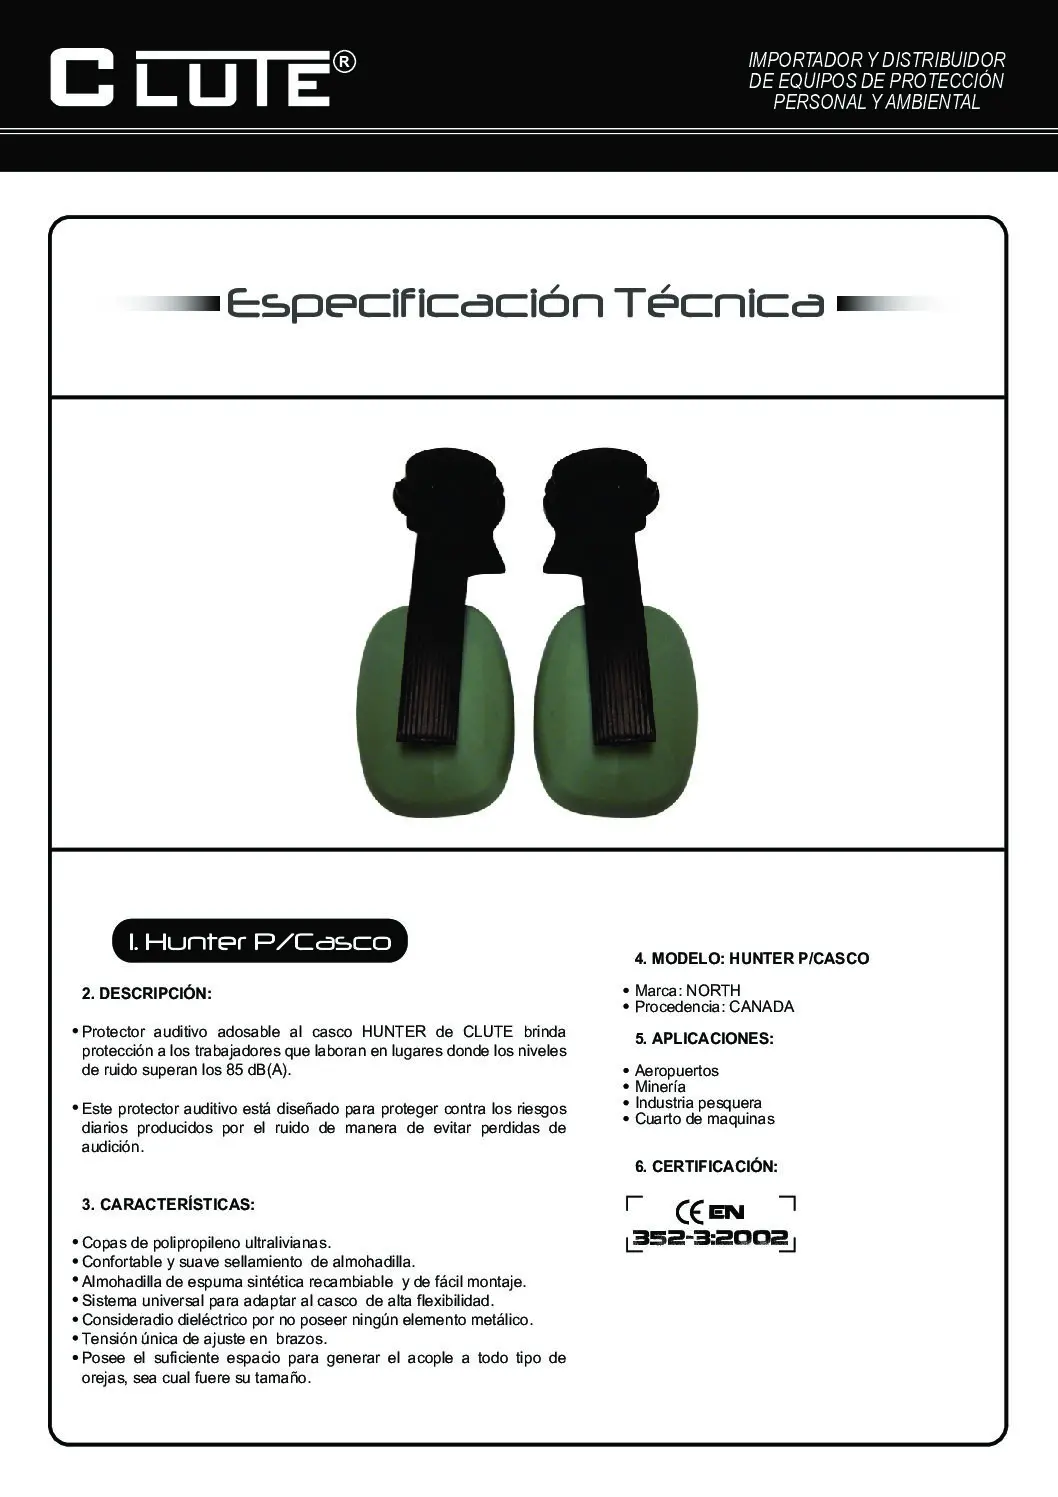 CLUTE®
IMPORTADOR Y DISTRIBUIDOR
DE EQUIPOS DE PROTECCIÓN
PERSONAL Y AMBIENTAL
Especificación Técnica
1. Hunter P/Casco
2. DESCRIPCIÓN:
• Protector auditivo adosable al casco HUNTER de CLUTE brinda
protección a los trabajadores que laboran en lugares donde los niveles
de ruido superan los 85 dB(A).
• Este protector auditivo está diseñado para proteger contra los riesgos
diarios producidos por el ruido de manera de evitar perdidas de
audición.
3. CARACTERÍSTICAS:
• Copas de polipropileno ultralivianas.
• Confortable y suave sellamiento de almohadilla.
• Almohadilla de espuma sintética recambiable y de fácil montaje.
• Sistema universal para adaptar al casco de alta flexibilidad.
• Consideradio dieléctrico por no poseer ningún elemento metálico.
• Tensión única de ajuste en brazos.
• Posee el suficiente espacio para generar el acople a todo tipo de
orejas, sea cual fuere su tamaño.
4. MODELO: HUNTER P/CASCO
• Marca: NORTH
• Procedencia: CANADA
5. APLICACIONES:
• Aeropuertos
• Minería
• Industria pesquera
• Cuarto de maquinas
6. CERTIFICACIÓN:
CE EN
352-3:2002